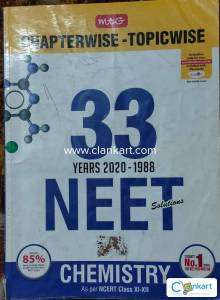 mtG
CHAPTERWISE -TOPICWISE
33
© www.clankart.com
YEARS 2020 - 1988
NEET
Solutions
85%
No.1
CHEMISTRY
As per NCERT Class XI-XII
Clankart